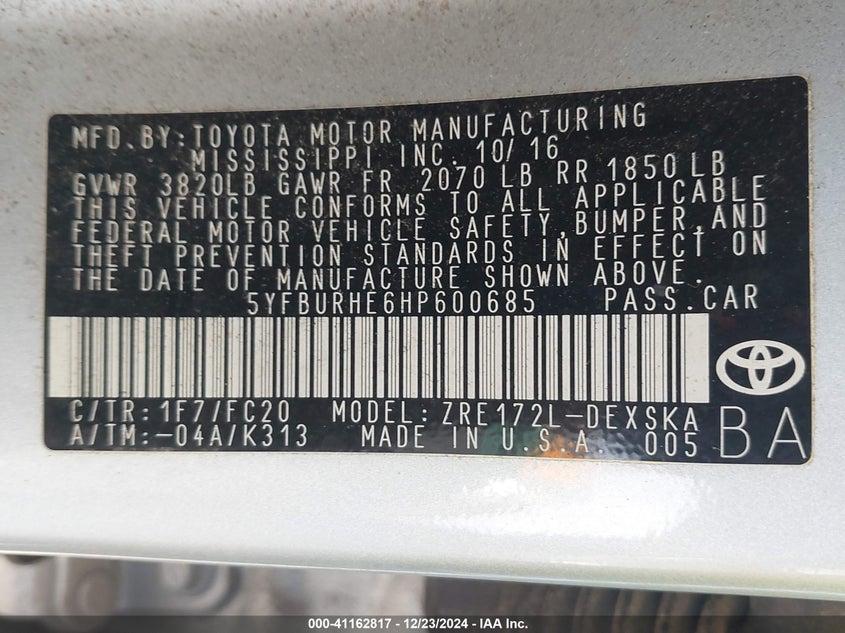 MFD. BY: TOYOTA MOTOR MANUFACTURING
MISSISSIPPI INC. 10/ 16
GVWR 3820LB GAWR FR 2070 LB RR 1850 LB
THIS VEHICLE CONFORMS TO ALL APPLICABLE
FEDERAL MOTOR VEHICLE SAFETY, BUMPER, AND
THEFT PREVENTION STANDARDS IN EFFECT ON
THE DATE OF MANUFACTURE SHOWN ABOVE.
5YFBURHE6HP600685 PASS. CAR
C/TR: 1F7/FC20 MODEL: ZRE172L-DEXSKA
A/TM: -04A/K313 MADE IN U.S.A. 005 BA
000-41162817 - 12/23/2024 - IAA Inc.